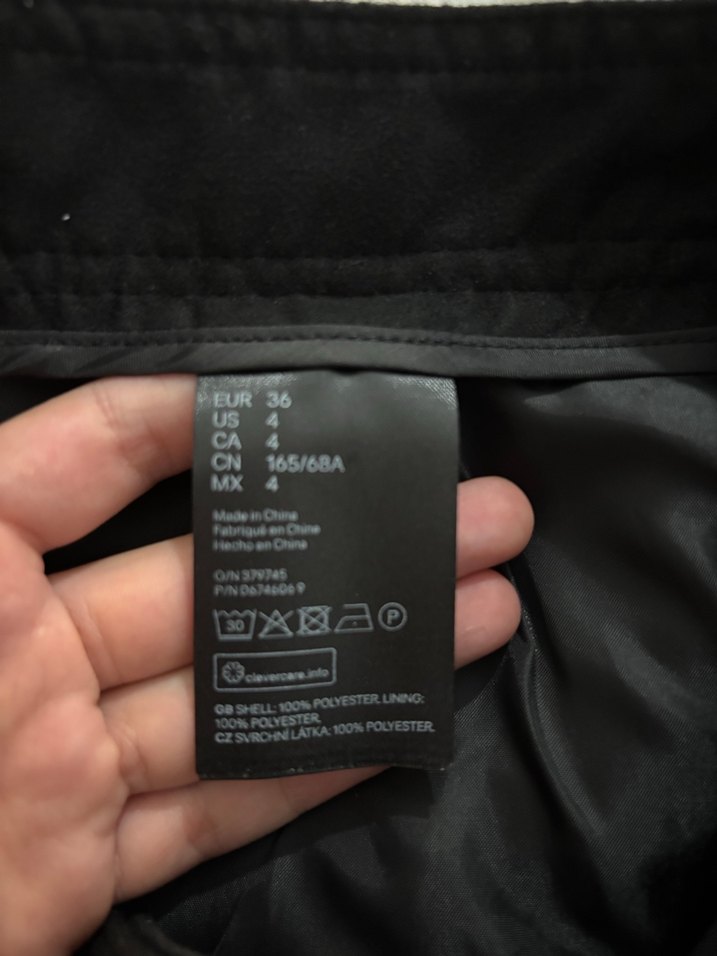 EUR 36
US 4
CA 4
CN 165/68A
MX 4
Made in China
Fabriqué en Chine
Hecho en China
O/N 379745
P/N D674606 9
30
P
clevercare.info
GB SHELL: 100% POLYESTER. LINING:
100% POLYESTER.
CZ SVRCHNÍ LÁTKA: 100% POLYESTER.